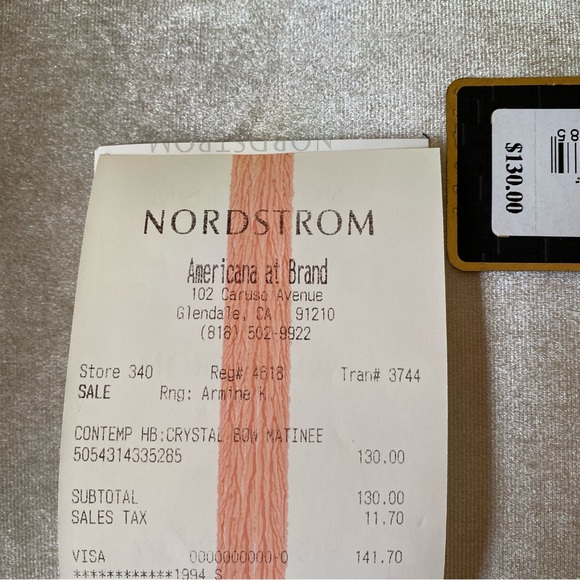 NORDSTROM
NORDSTROM
Americana at Brand
102 Caruso Avenue
Glendale, CA 91210
(818) 502-9922
Store 340 Reg# 4618 Tran# 3744
SALE Rng: Armine K.
CONTEMP HB:CRYSTAL BOW MATINEE
5054314335285 130.00
SUBTOTAL 130.00
SALES TAX 11.70
VISA 0000000000-0 141.70
************1994 S
$130.00